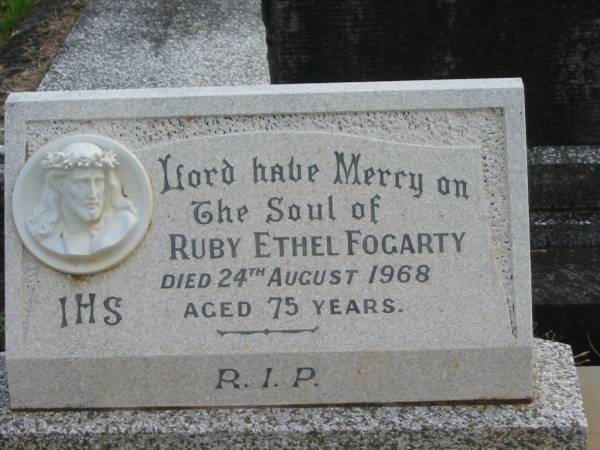 Lord have Mercy on
The Soul of
RUBY ETHEL FOGARTY
DIED 24TH AUGUST 1968
AGED 75 YEARS.
IHS
R. I. P.